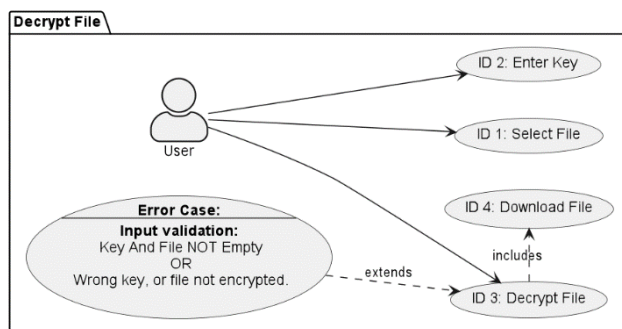 Decrypt File
ID 2: Enter Key
User
ID 1: Select File
Error Case:
Input validation:
Key And File NOT Empty
OR
Wrong key, or file not encrypted.
ID 4: Download File
includes
extends
ID 3: Decrypt File